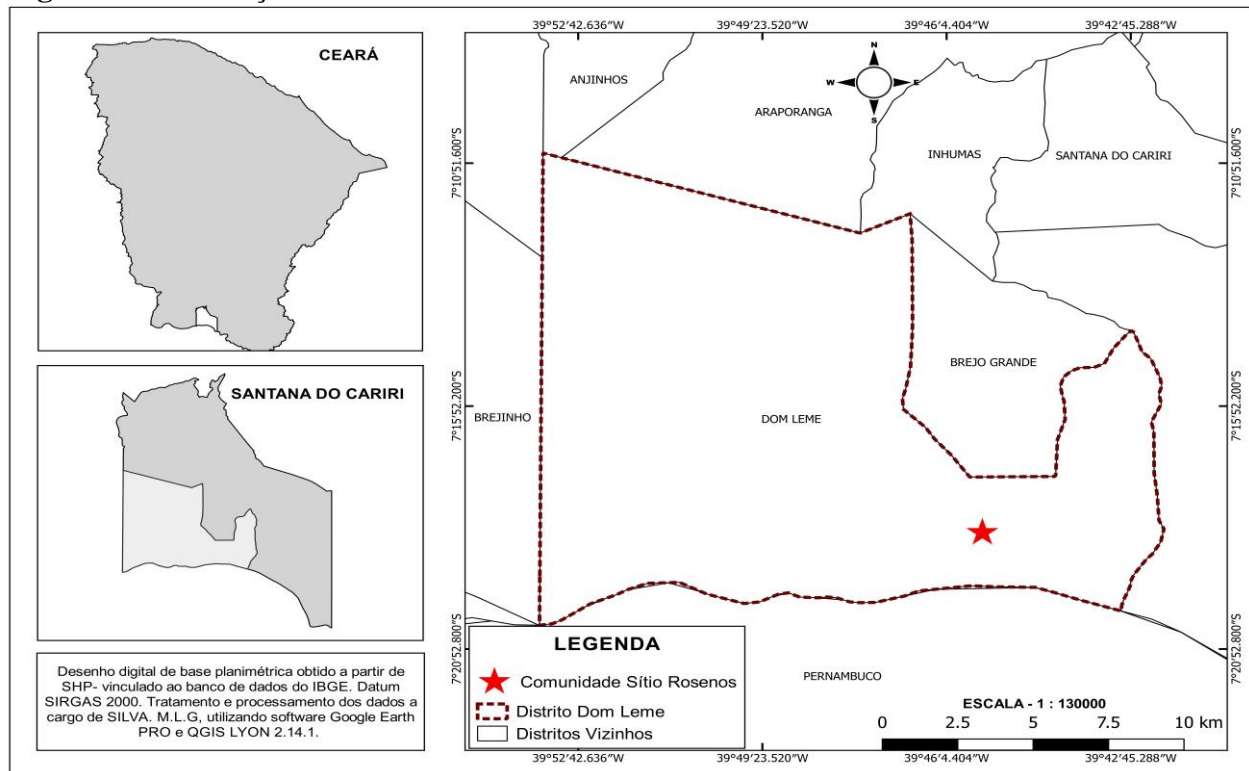 39°52'42.636"W
39°49'23.520"W
39°46'4.404"W
39°42'45.288"W
CEARÁ
SANTANA DO CARIRI
Desenho digital de base planimétrica obtido a partir de
SHP- vinculado ao banco de dados do IBGE. Datum
SIRGAS 2000. Tratamento e processamento dos dados a
cargo de SILVA. M.L.G, utilizando software Google Earth
PRO e QGIS LYON 2.14.1.
N
W
E
S
ANJINHOS
ARAPORANGA
INHUMAS
SANTANA DO CARIRI
7°10'51.600"S
7°10'51.600"S
BREJO GRANDE
BREJINHO
DOM LEME
7°15'52.200"S
7°15'52.200"S
7°20'52.800"S
7°20'52.800"S
PERNAMBUCO
LEGENDA
Comunidade Sítio Rosenos
Distrito Dom Leme
Distritos Vizinhos
ESCALA - 1 : 130000
0 2.5 5 7.5 10 km
39°52'42.636"W
39°49'23.520"W
39°46'4.404"W
39°42'45.288"W